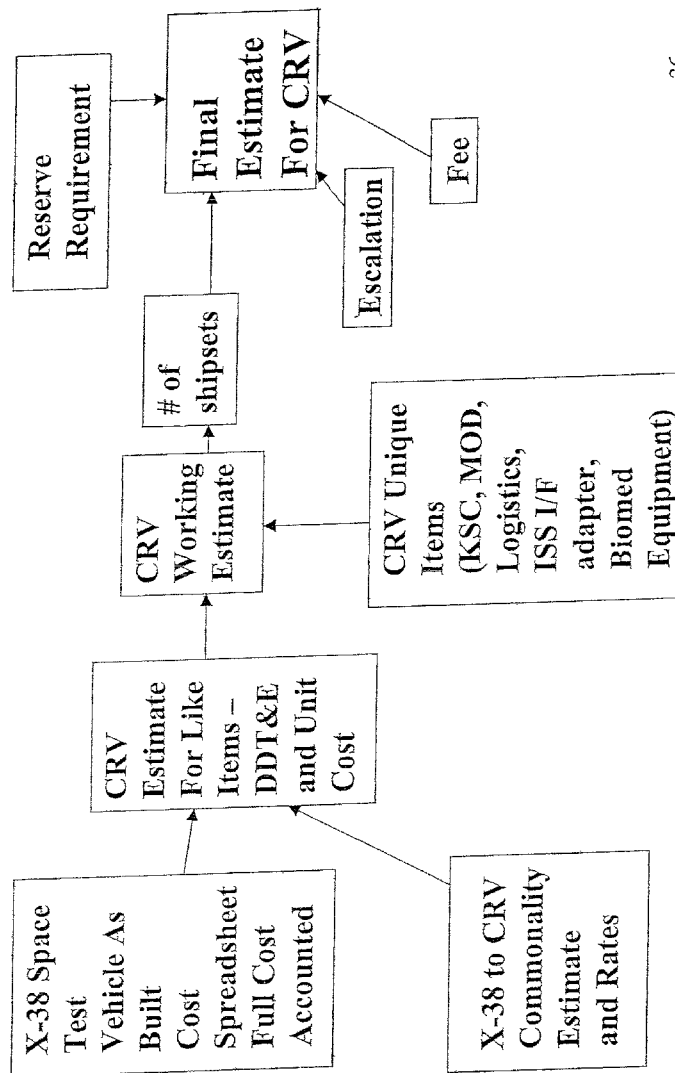 X-38 Space
Test
Vehicle As
Built
Cost
Spreadsheet
Full Cost
Accounted
X-38 to CRV
Commonality
Estimate
and Rates
CRV
Estimate
For Like
Items –
DDT&E
and Unit
Cost
CRV
Working
Estimate
CRV Unique
Items
(KSC, MOD,
Logistics,
ISS I/F
adapter,
Biomed
Equipment)
# of
shipsets
Reserve
Requirement
Final
Estimate
For CRV
Escalation
Fee